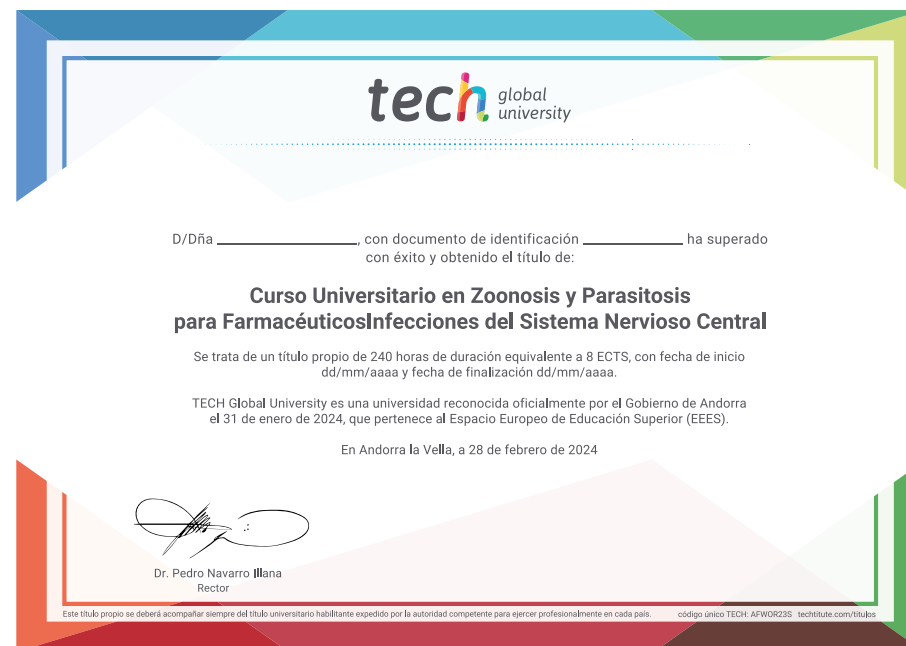 tech global university
D/Dña ____________________, con documento de identificación ______________ ha superado
con éxito y obtenido el título de:
Curso Universitario en Zoonosis y Parasitosis
para FarmacéuticosInfecciones del Sistema Nervioso Central
Se trata de un título propio de 240 horas de duración equivalente a 8 ECTS, con fecha de inicio
dd/mm/aaaa y fecha de finalización dd/mm/aaaa.
TECH Global University es una universidad reconocida oficialmente por el Gobierno de Andorra
el 31 de enero de 2024, que pertenece al Espacio Europeo de Educación Superior (EEES).
En Andorra la Vella, a 28 de febrero de 2024
Dr. Pedro Navarro Illana
Rector
Este título propio se deberá acompañar siempre del título universitario habilitante expedido por la autoridad competente para ejercer profesionalmente en cada país. código único TECH: AFWOR23S techtitute.com/titulos